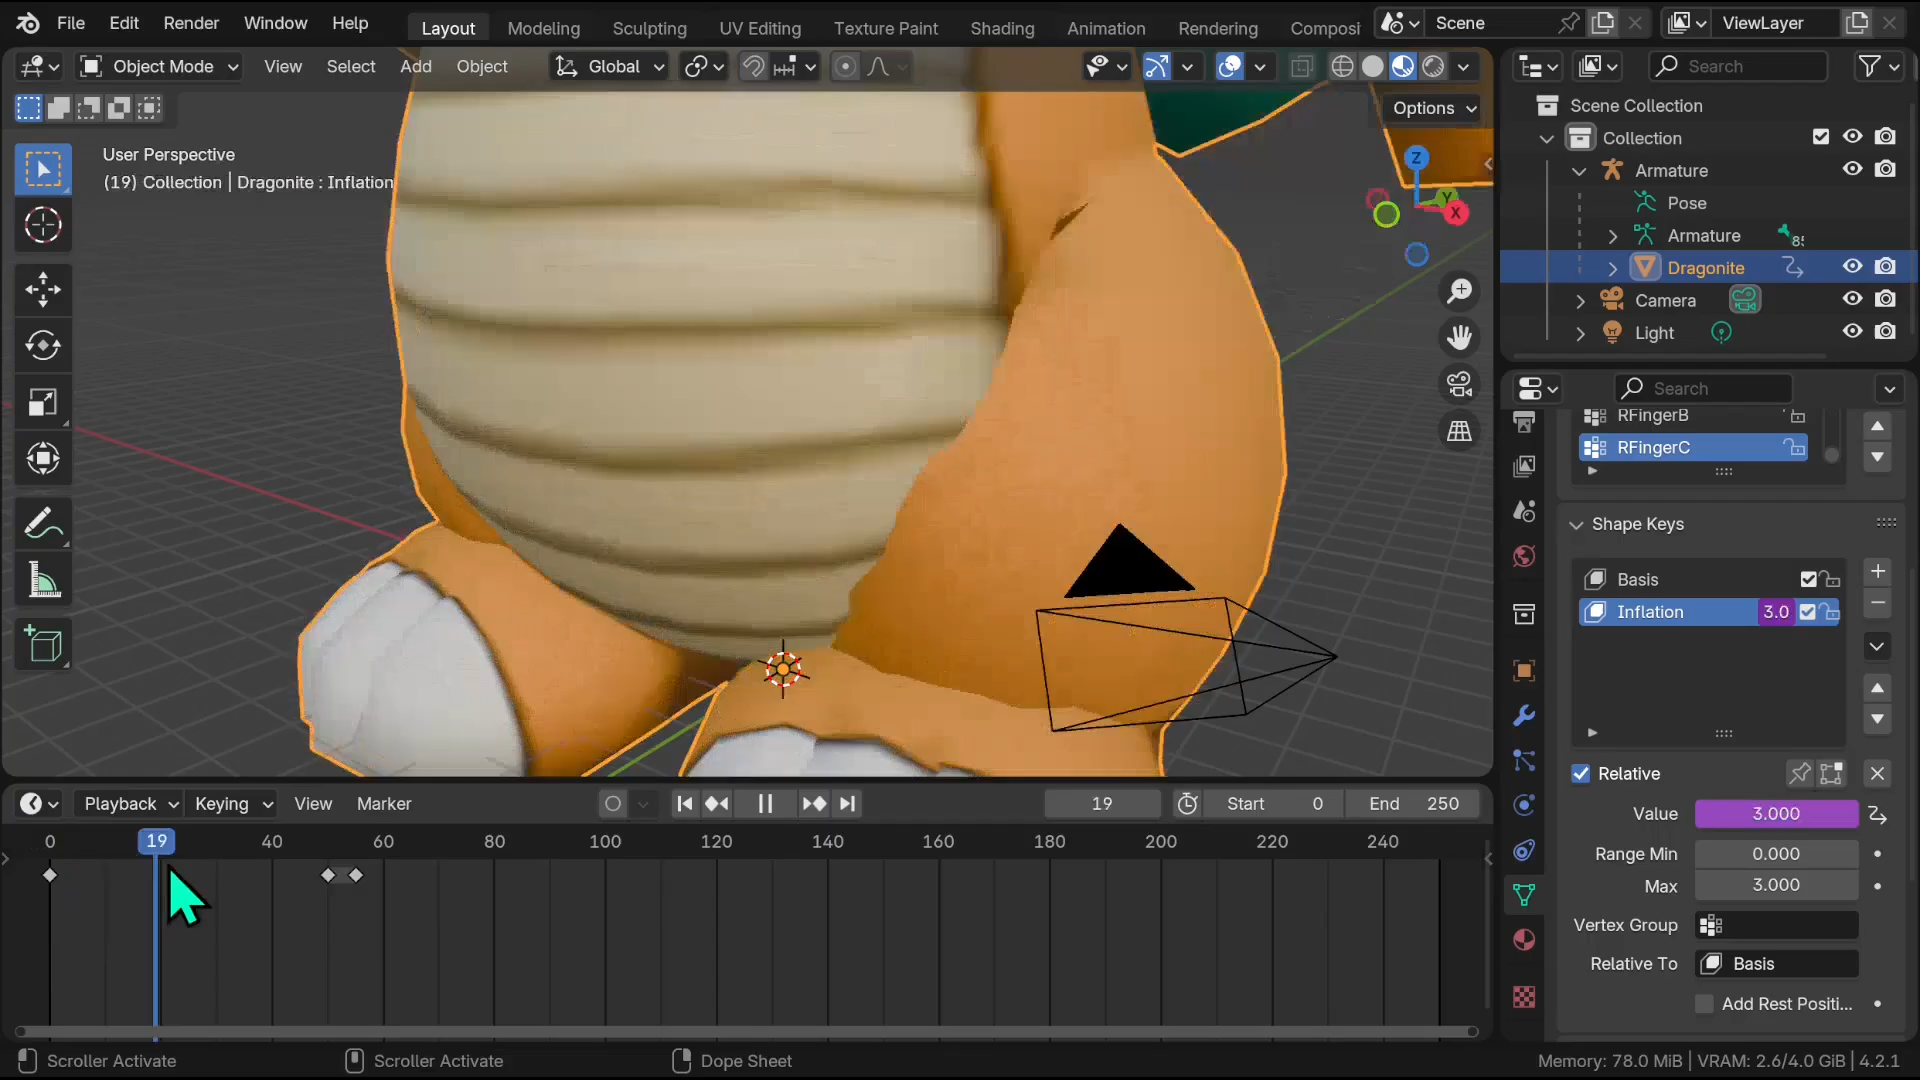 File Edit Render Window Help Layout Modeling Sculpting UV Editing Texture Paint Shading Animation Rendering Composi Scene ViewLayer
Object Mode View Select Add Object Global Search
Options
User Perspective
(19) Collection | Dragonite : Inflation
Z
Y
X
Scene Collection
Collection
Armature
Pose
Armature
Dragonite
Camera
Light
Search
RFingerB
RFingerC
Shape Keys
Basis
Inflation 3.0
Relative
Value 3.000
Range Min 0.000
Max 3.000
Vertex Group
Relative To Basis
Add Rest Positi...
Playback Keying View Marker 19 Start 0 End 250
0 19 40 60 80 100 120 140 160 180 200 220 240
Scroller Activate Scroller Activate Dope Sheet Memory: 78.0 MiB | VRAM: 2.6/4.0 GiB | 4.2.1